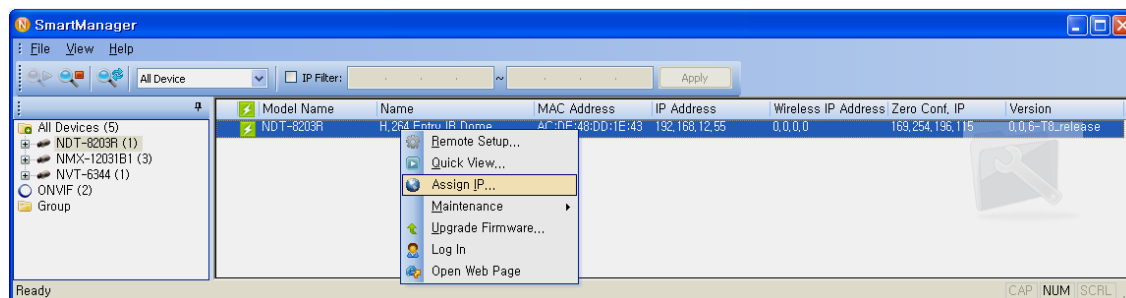 SmartManager
File View Help
All Device IP Filter: . . . ~ . . . Apply
Model Name Name MAC Address IP Address Wireless IP Address Zero Conf, IP Version
NDT-8203R H,264 Entry IR Dome AC:DE:48:DD:1E:43 192,168,12,55 0,0,0,0 169,254,196,115 0,0,6-T8_release
All Devices (5)
NDT-8203R (1)
NMX-12031B1 (3)
NVT-6344 (1)
ONVIF (2)
Group
Remote Setup...
Quick View...
Assign IP...
Maintenance
Upgrade Firmware...
Log In
Open Web Page
Ready CAP NUM SCRL